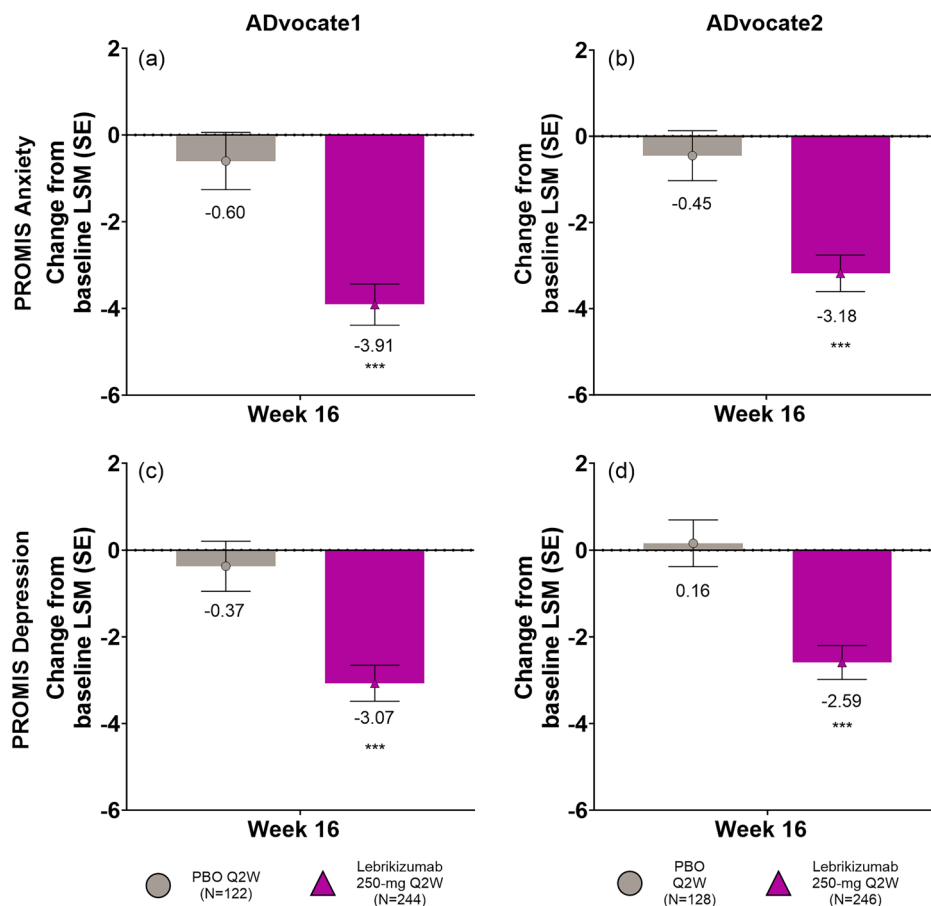 ADvocate1
ADvocate2
PROMIS Anxiety
Change from
baseline LSM (SE)
2
0
-2
-4
-6
(a)
-0.60
-3.91
***
Week 16
Change from
baseline LSM (SE)
2
0
-2
-4
-6
(b)
-0.45
-3.18
***
Week 16
PROMIS Depression
Change from
baseline LSM (SE)
2
0
-2
-4
-6
(c)
-0.37
-3.07
***
Week 16
Change from
baseline LSM (SE)
2
0
-2
-4
-6
(d)
0.16
-2.59
***
Week 16
PBO Q2W
(N=122)
Lebrikizumab
250-mg Q2W
(N=244)
PBO
Q2W
(N=128)
Lebrikizumab
250-mg Q2W
(N=246)